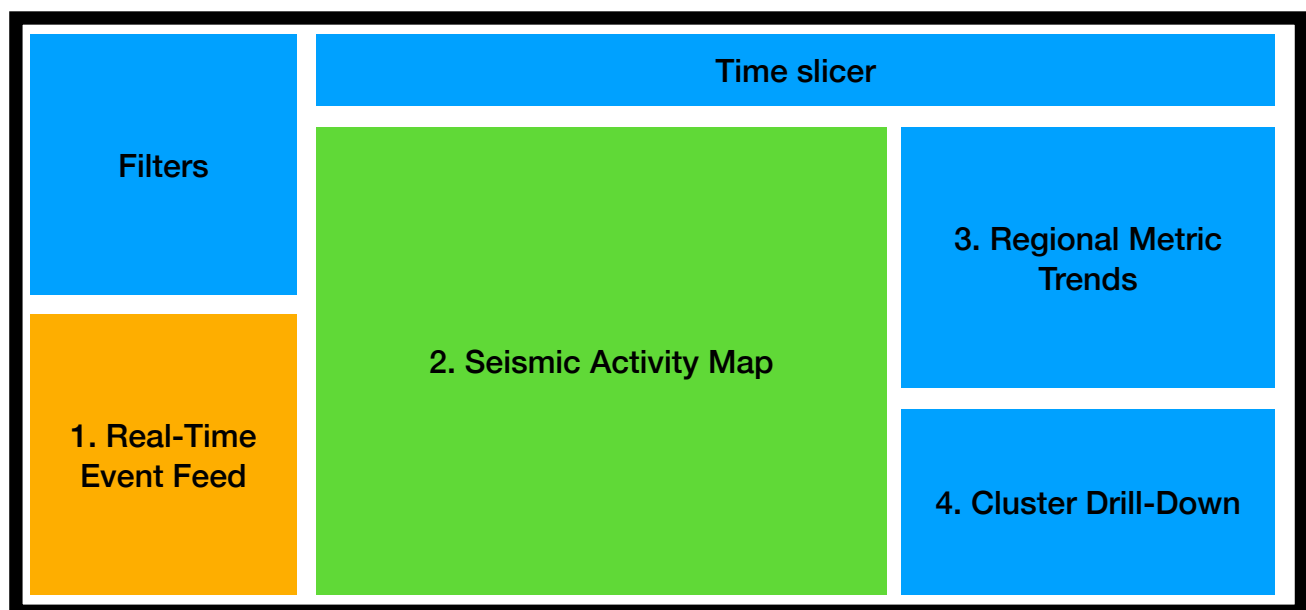 Time slicer
Filters
1. Real-Time
Event Feed
2. Seismic Activity Map
3. Regional Metric
Trends
4. Cluster Drill-Down